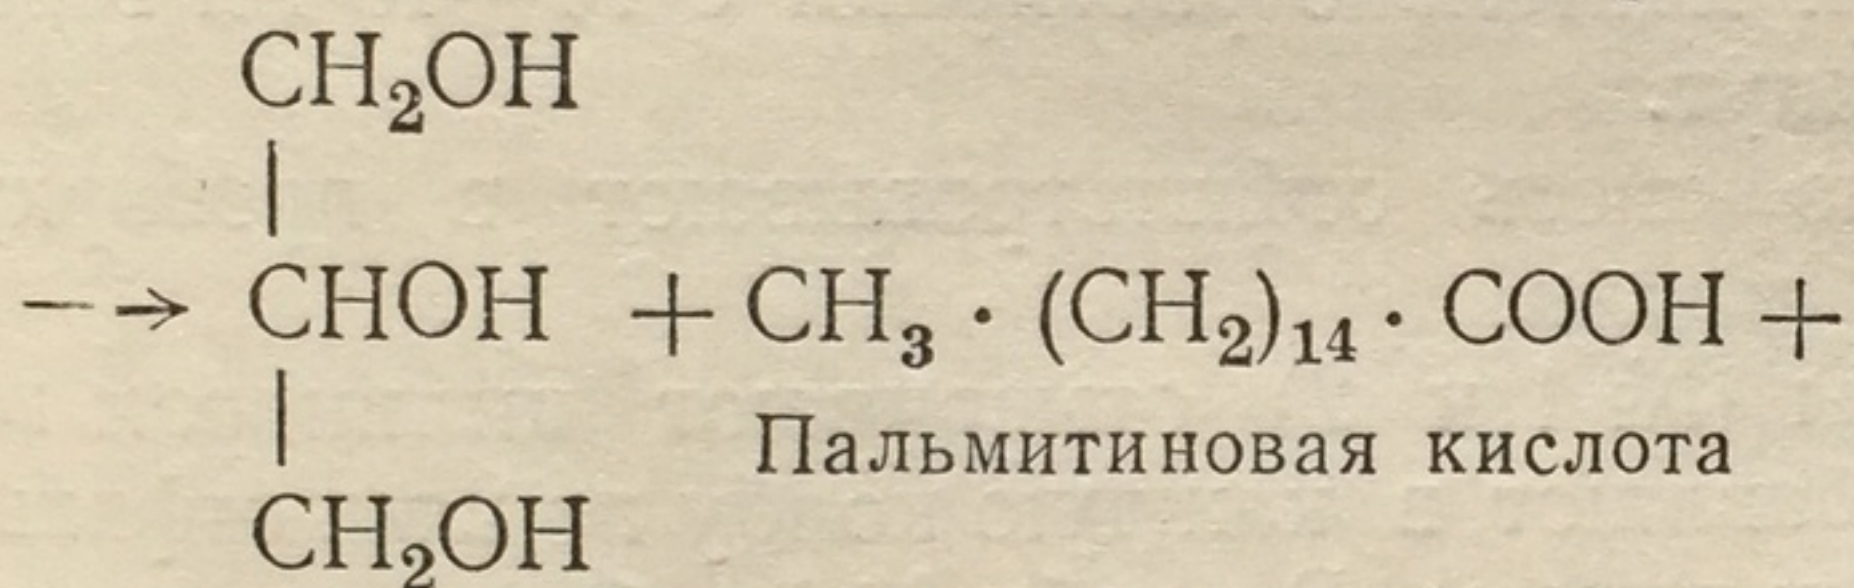 CH₂OH
|
—→ CHOH + CH₃ · (CH₂)₁₄ · COOH +
|
Пальмитиновая кислота
CH₂OH